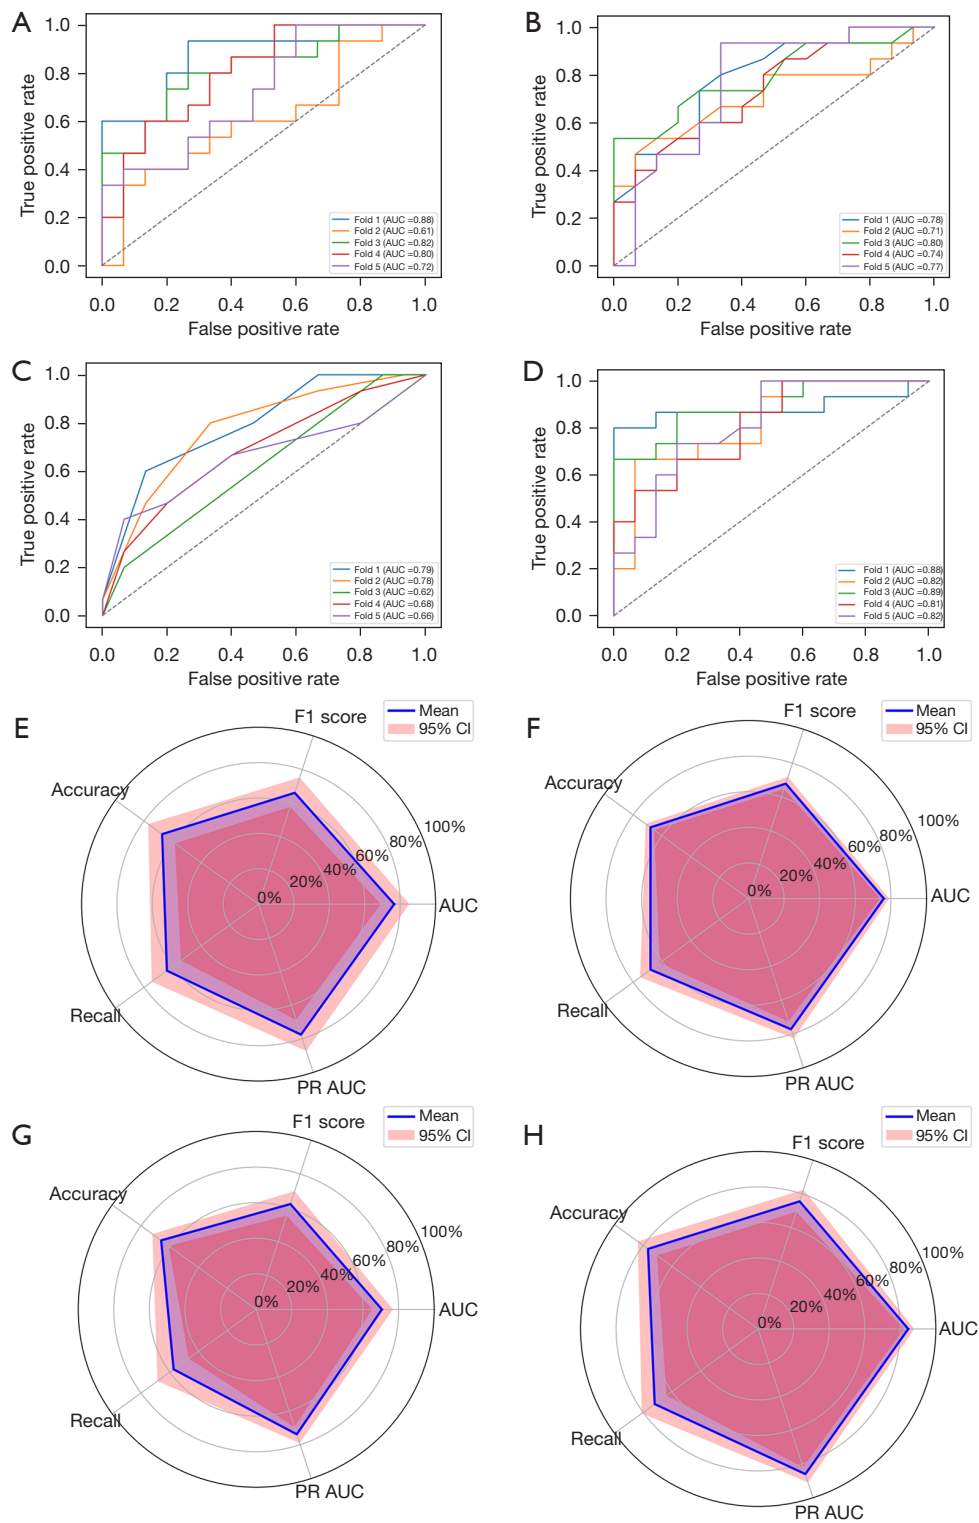 A
1.0
0.8
0.6
0.4
0.2
0.0
True positive rate
Fold 1 (AUC =0.88)
Fold 2 (AUC =0.61)
Fold 3 (AUC =0.82)
Fold 4 (AUC =0.80)
Fold 5 (AUC =0.72)
0.0 0.2 0.4 0.6 0.8 1.0
False positive rate
B
1.0
0.8
0.6
0.4
0.2
0.0
True positive rate
Fold 1 (AUC =0.78)
Fold 2 (AUC =0.71)
Fold 3 (AUC =0.80)
Fold 4 (AUC =0.74)
Fold 5 (AUC =0.77)
0.0 0.2 0.4 0.6 0.8 1.0
False positive rate
C
1.0
0.8
0.6
0.4
0.2
0.0
True positive rate
Fold 1 (AUC =0.79)
Fold 2 (AUC =0.78)
Fold 3 (AUC =0.62)
Fold 4 (AUC =0.68)
Fold 5 (AUC =0.66)
0.0 0.2 0.4 0.6 0.8 1.0
False positive rate
D
1.0
0.8
0.6
0.4
0.2
0.0
True positive rate
Fold 1 (AUC =0.88)
Fold 2 (AUC =0.82)
Fold 3 (AUC =0.89)
Fold 4 (AUC =0.81)
Fold 5 (AUC =0.82)
0.0 0.2 0.4 0.6 0.8 1.0
False positive rate
E
Mean
95% CI
F1 score
Accuracy
100%
80%
60%
40%
20%
0%
AUC
Recall
PR AUC
F
Mean
95% CI
F1 score
Accuracy
100%
80%
60%
40%
20%
0%
AUC
Recall
PR AUC
G
Mean
95% CI
F1 score
Accuracy
100%
80%
60%
40%
20%
0%
AUC
Recall
PR AUC
H
Mean
95% CI
F1 score
Accuracy
100%
80%
60%
40%
20%
0%
AUC
Recall
PR AUC